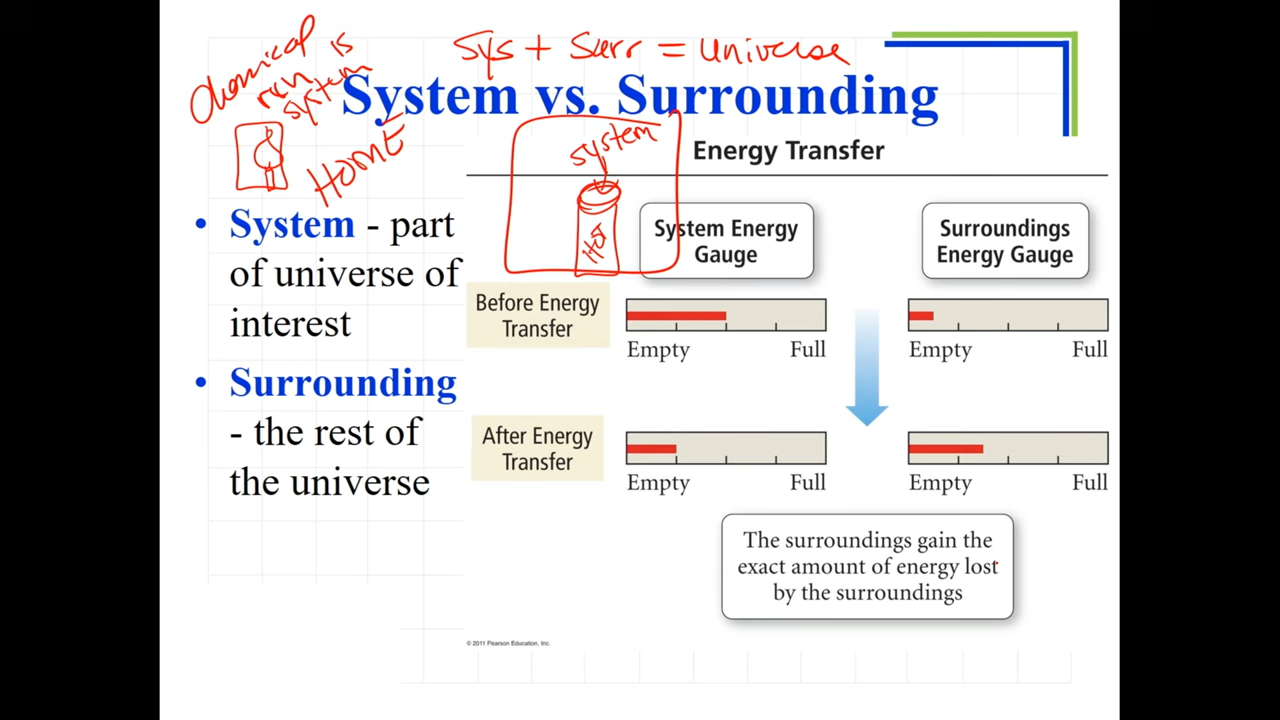 sys + surr = universe
chemical
rxn is
system
System vs. Surrounding
HOME
system
HOT
Energy Transfer
• System - part
of universe of
interest
• Surrounding
- the rest of
the universe
System Energy
Gauge
Surroundings
Energy Gauge
Before Energy
Transfer
Empty Full
Empty Full
After Energy
Transfer
Empty Full
Empty Full
The surroundings gain the
exact amount of energy lost
by the surroundings
© 2011 Pearson Education, Inc.